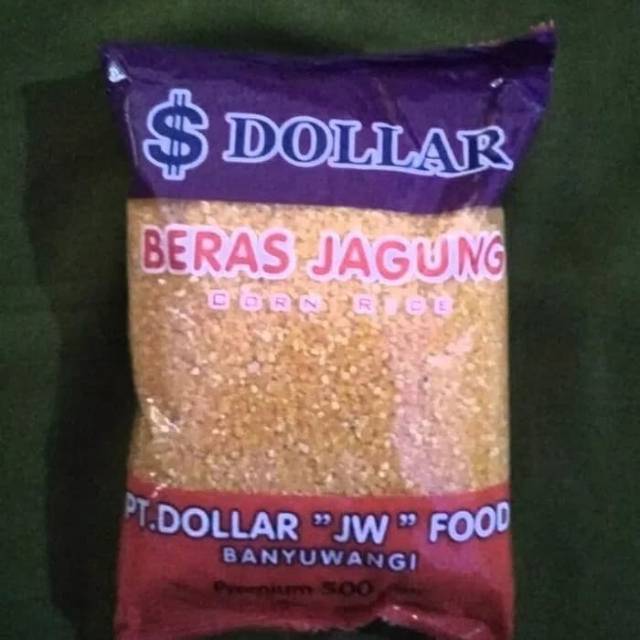 $ DOLLAR
BERAS JAGUNG
CORN RICE
PT.DOLLAR "JW" FOOD
BANYUWANGI
Premium 500